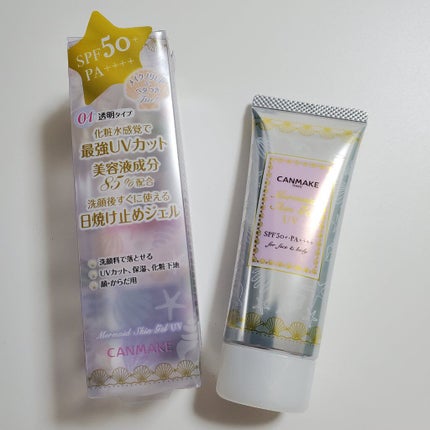 SPF50+
PA++++
01 透明タイプ
化粧水感覚で
最強UVカット
美容液成分
85%配合
洗顔後すぐに使える
日焼け止めジェル
洗顔料で落とせる
UVカット、保湿、化粧下地
顔・からだ用
Mermaid Skin Gel UV
CANMAKE
CANMAKE
Mermaid
Skin Gel
UV
SPF50+・PA++++
for face & body